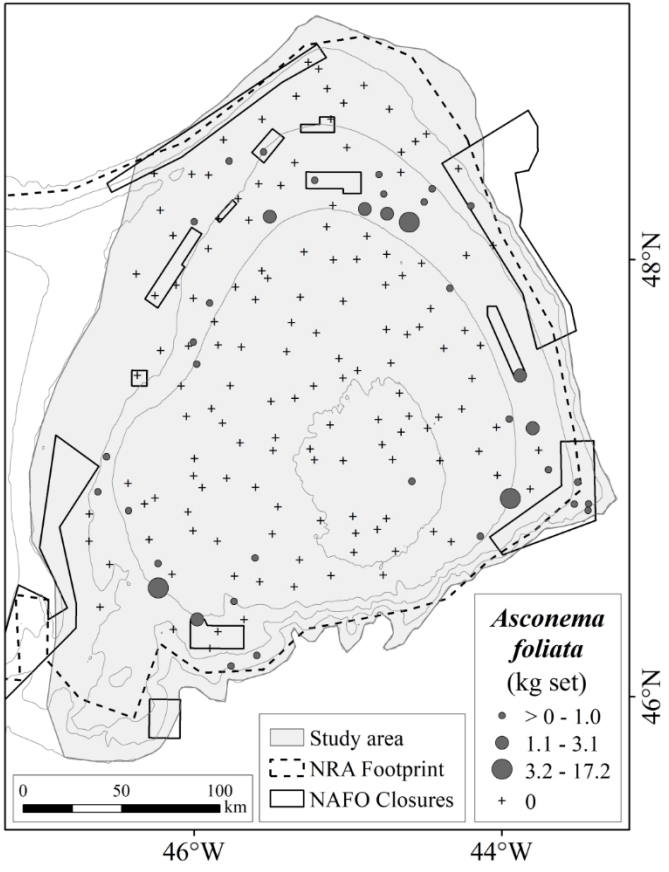 48°N
46°N
Asconema
foliata
(kg set)
> 0 - 1.0
1.1 - 3.1
3.2 - 17.2
0
Study area
NRA Footprint
NAFO Closures
0 50 100
km
46°W 44°W